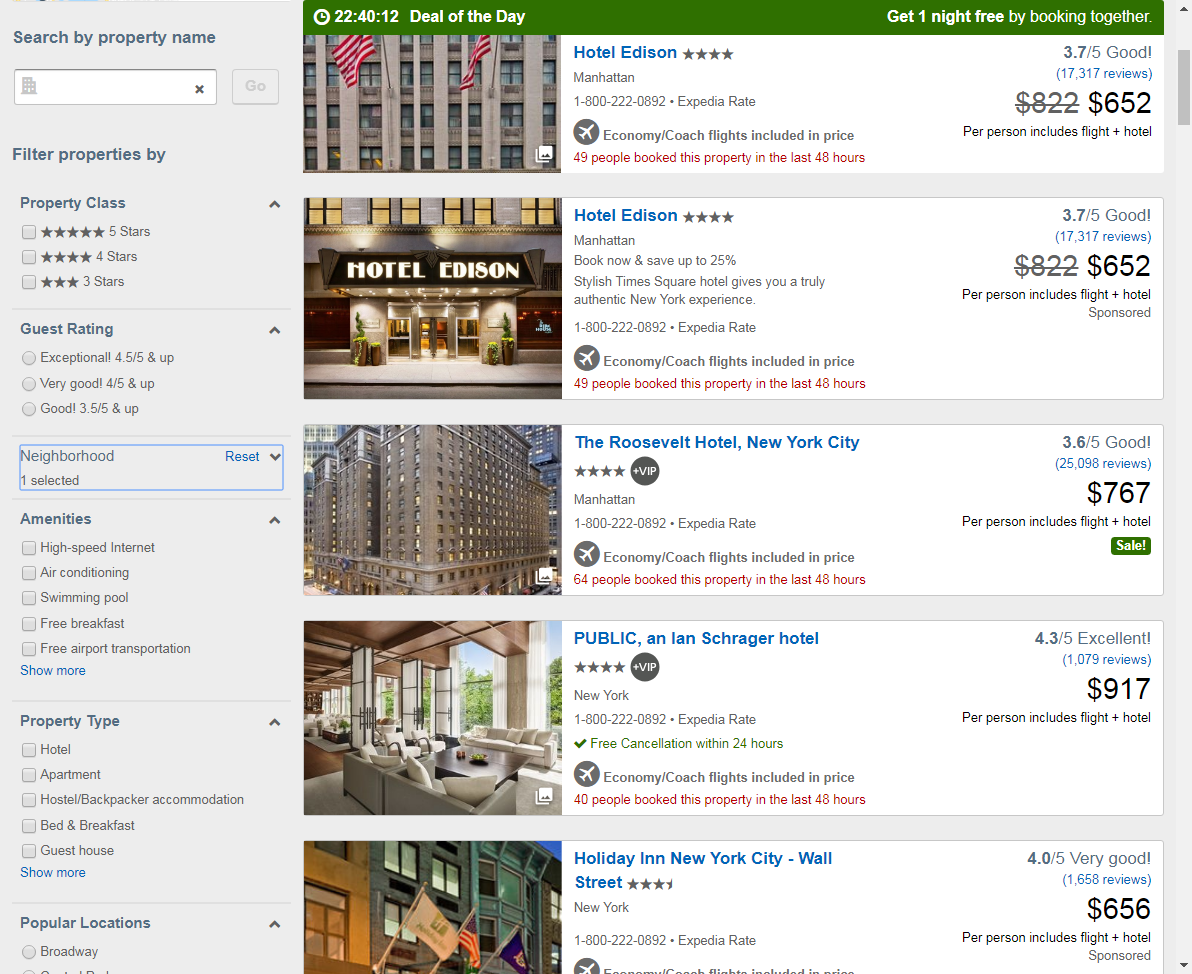 22:40:12 Deal of the Day
Get 1 night free by booking together.
Search by property name
Go
Filter properties by
Property Class
5 Stars
4 Stars
3 Stars
Guest Rating
Exceptional! 4.5/5 & up
Very good! 4/5 & up
Good! 3.5/5 & up
Neighborhood
Reset
1 selected
Amenities
High-speed Internet
Air conditioning
Swimming pool
Free breakfast
Free airport transportation
Show more
Property Type
Hotel
Apartment
Hostel/Backpacker accommodation
Bed & Breakfast
Guest house
Show more
Popular Locations
Broadway
Hotel Edison
Manhattan
1-800-222-0892 • Expedia Rate
Economy/Coach flights included in price
49 people booked this property in the last 48 hours
3.7/5 Good!
(17,317 reviews)
$822 $652
Per person includes flight + hotel
HOTEL EDISON
Hotel Edison
Manhattan
Book now & save up to 25%
Stylish Times Square hotel gives you a truly
authentic New York experience.
1-800-222-0892 • Expedia Rate
Economy/Coach flights included in price
49 people booked this property in the last 48 hours
3.7/5 Good!
(17,317 reviews)
$822 $652
Per person includes flight + hotel
Sponsored
The Roosevelt Hotel, New York City
+VIP
Manhattan
1-800-222-0892 • Expedia Rate
Economy/Coach flights included in price
64 people booked this property in the last 48 hours
3.6/5 Good!
(25,098 reviews)
$767
Per person includes flight + hotel
Sale!
PUBLIC, an Ian Schrager hotel
+VIP
New York
1-800-222-0892 • Expedia Rate
Free Cancellation within 24 hours
Economy/Coach flights included in price
40 people booked this property in the last 48 hours
4.3/5 Excellent!
(1,079 reviews)
$917
Per person includes flight + hotel
Holiday Inn New York City - Wall
Street
New York
1-800-222-0892 • Expedia Rate
Economy/Coach flights included in price
4.0/5 Very good!
(1,658 reviews)
$656
Per person includes flight + hotel
Sponsored